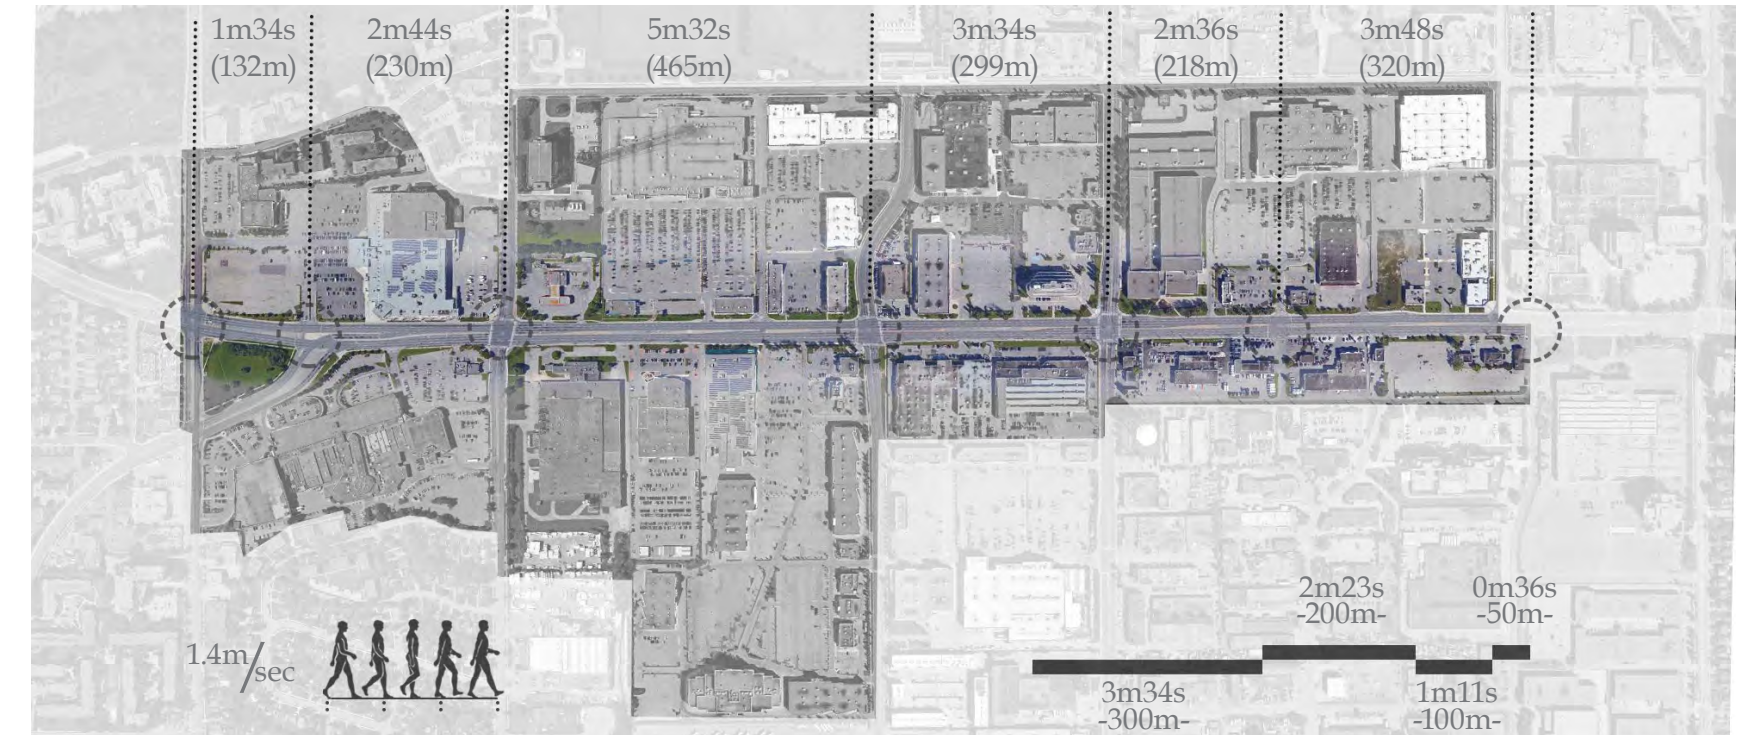 1m34s
(132m)
2m44s
(230m)
5m32s
(465m)
3m34s
(299m)
2m36s
(218m)
3m48s
(320m)
1.4m/sec
2m23s
-200m-
0m36s
-50m-
3m34s
-300m-
1m11s
-100m-